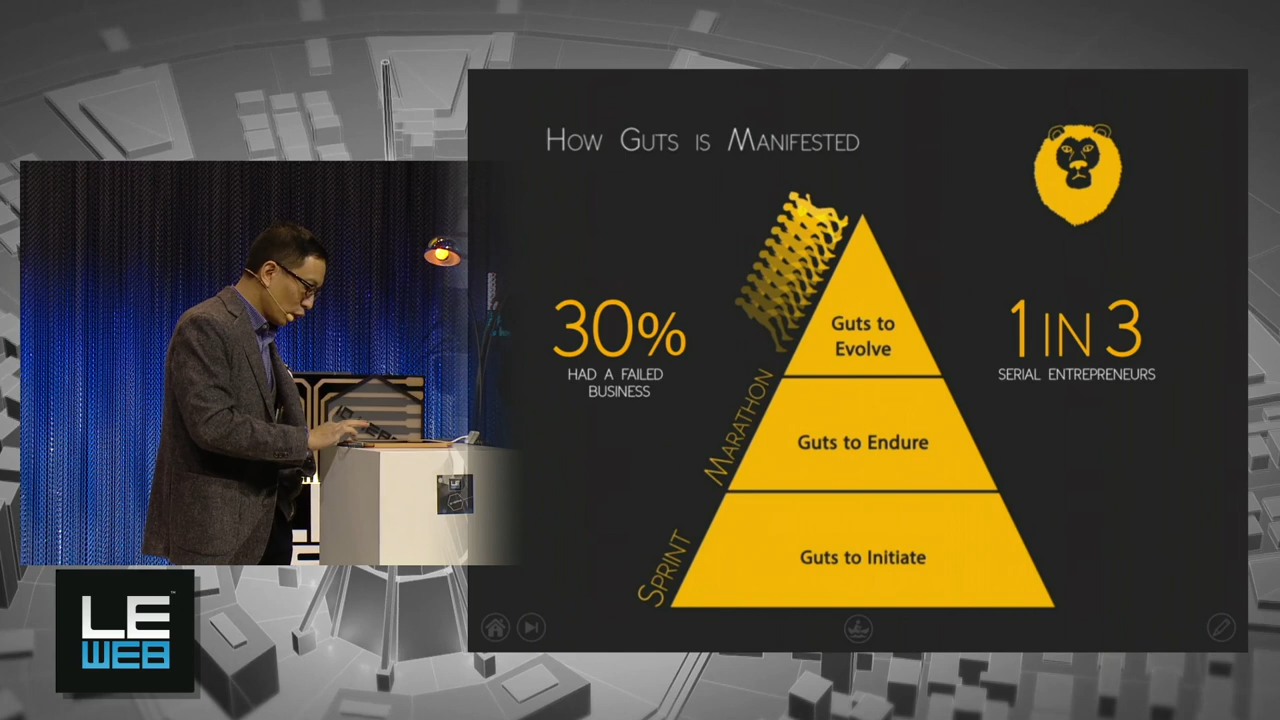 How Guts is Manifested
30%
HAD A FAILED
BUSINESS
1 IN 3
SERIAL ENTREPRENEURS
Guts to
Evolve
Guts to Endure
Guts to Initiate
MARATHON
SPRINT
LE
WEB
TM